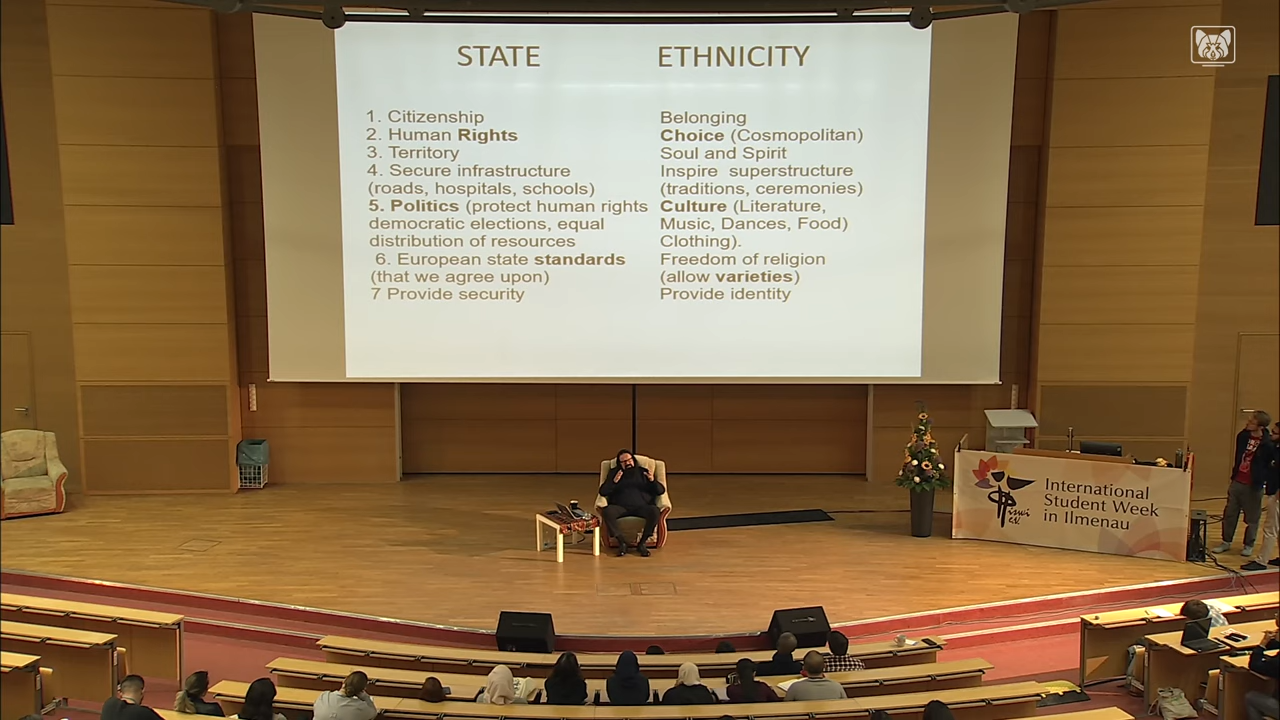 STATE
ETHNICITY
1. Citizenship
2. Human Rights
3. Territory
4. Secure infrastructure
(roads, hospitals, schools)
5. Politics (protect human rights
democratic elections, equal
distribution of resources
6. European state standards
(that we agree upon)
7 Provide security
Belonging
Choice (Cosmopolitan)
Soul and Spirit
Inspire superstructure
(traditions, ceremonies)
Culture (Literature,
Music, Dances, Food)
Clothing).
Freedom of religion
(allow varieties)
Provide identity
International
Student Week
in Ilmenau
iswi
e.V.